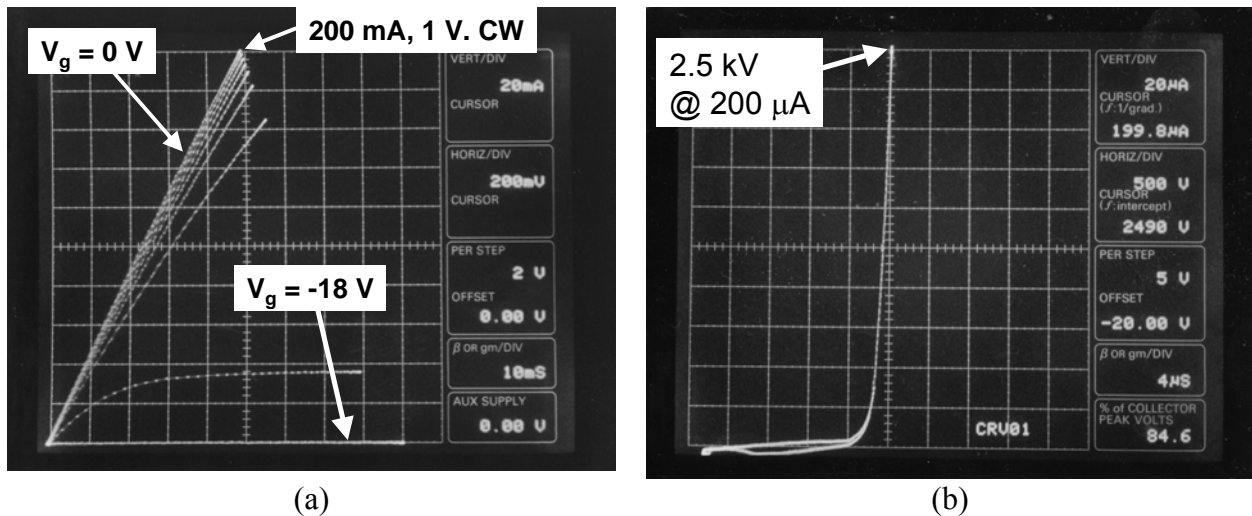 V_g = 0 V
200 mA, 1 V. CW
VERT/DIV
20mA
CURSOR
HORIZ/DIV
200mV
CURSOR
PER STEP
2 V
OFFSET
0.00 V
β OR gm/DIV
10mS
AUX SUPPLY
0.00 V
V_g = -18 V
(a)
2.5 kV
@ 200 μA
VERT/DIV
20μA
CURSOR
(f:1/grad.)
199.8μA
HORIZ/DIV
500 V
CURSOR
(f:intercept)
2490 V
PER STEP
5 V
OFFSET
-20.00 V
β OR gm/DIV
4μS
% of COLLECTOR
PEAK VOLTS
84.6
CRV01
(b)